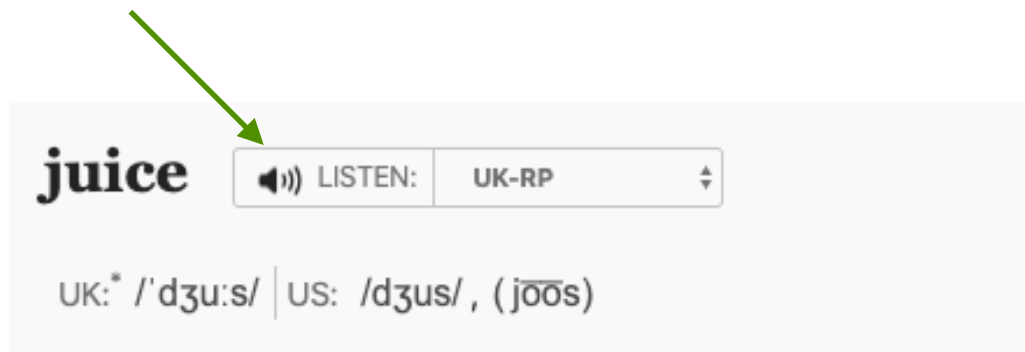 juice LISTEN: UK-RP
UK:* /ˈdʒuːs/ US: /dʒus/ , ( jo͞os)